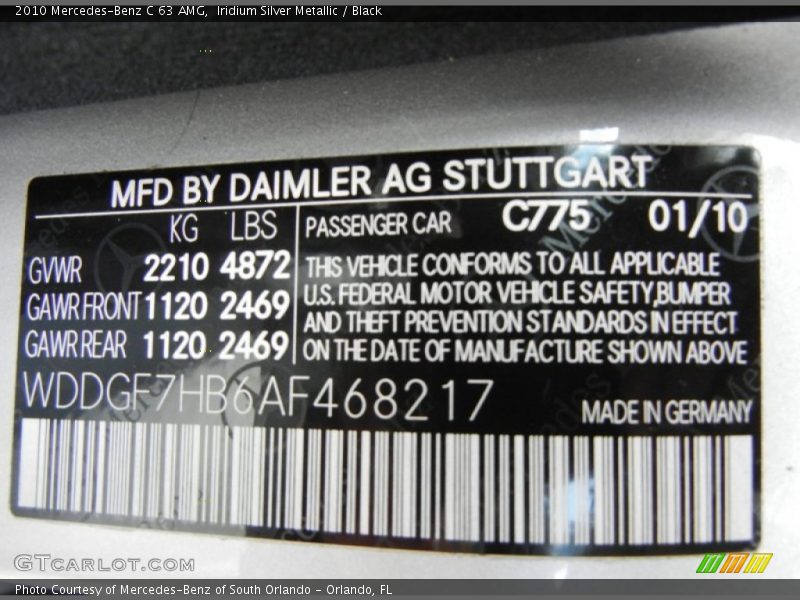 2010 Mercedes-Benz C 63 AMG, Iridium Silver Metallic / Black
MFD BY DAIMLER AG STUTTGART
KG LBS PASSENGER CAR C775 01/10
GVWR 2210 4872
GAWR FRONT 1120 2469
GAWR REAR 1120 2469
THIS VEHICLE CONFORMS TO ALL APPLICABLE
U.S. FEDERAL MOTOR VEHICLE SAFETY, BUMPER
AND THEFT PREVENTION STANDARDS IN EFFECT
ON THE DATE OF MANUFACTURE SHOWN ABOVE
WDDGF7HB6AF468217
MADE IN GERMANY
GTcarlot.com
Photo Courtesy of Mercedes-Benz of South Orlando - Orlando, FL